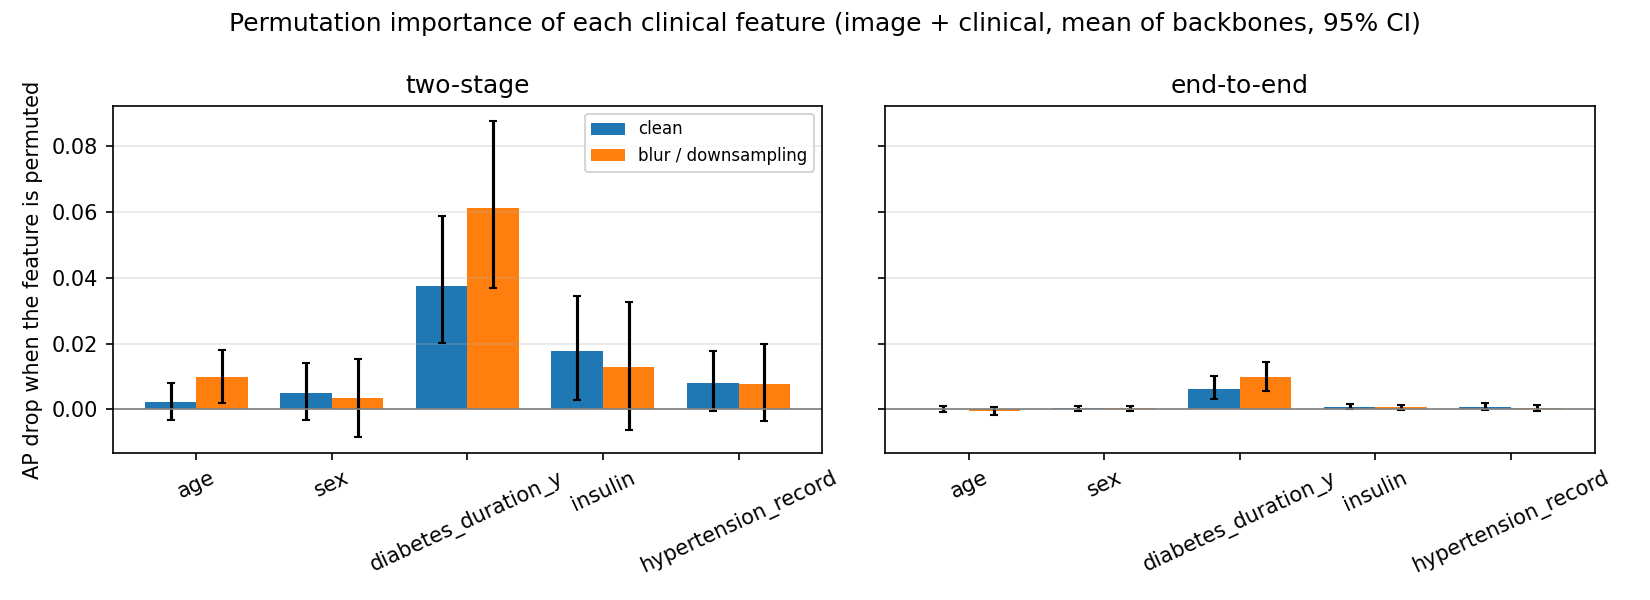 Permutation importance of each clinical feature (image + clinical, mean of backbones, 95% CI)
two-stage
end-to-end
AP drop when the feature is permuted
0.08
0.06
0.04
0.02
0.00
clean
blur / downsampling
age
sex
diabetes_duration_y
insulin
hypertension_record
age
sex
diabetes_duration_y
insulin
hypertension_record